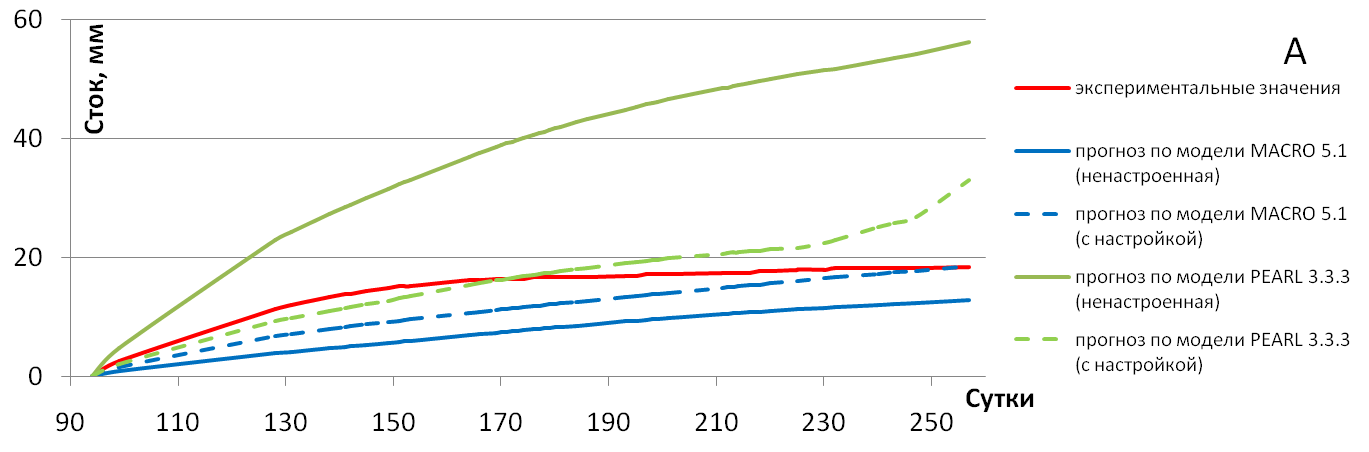 60
40
20
0
Сток, мм
90
110
130
150
170
190
210
230
250
Сутки
А
экспериментальные значения
прогноз по модели MACRO 5.1
(ненастроенная)
прогноз по модели MACRO 5.1
(с настройкой)
прогноз по модели PEARL 3.3.3
(ненастроенная)
прогноз по модели PEARL 3.3.3
(с настройкой)